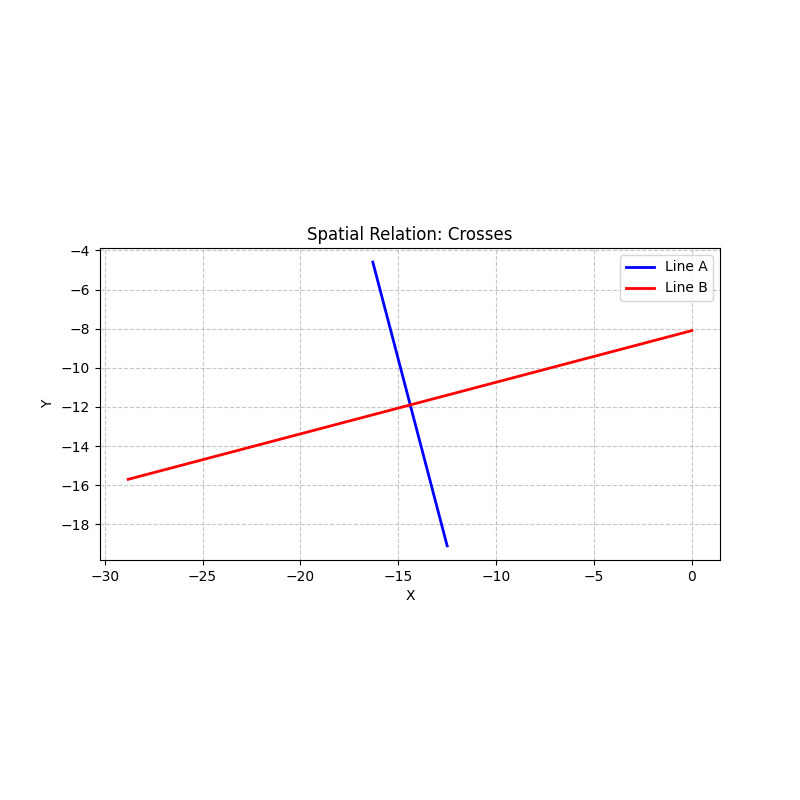 Spatial Relation: Crosses
Line A
Line B
−4
−6
−8
−10
−12
−14
−16
−18
Y
−30 −25 −20 −15 −10 −5 0
X